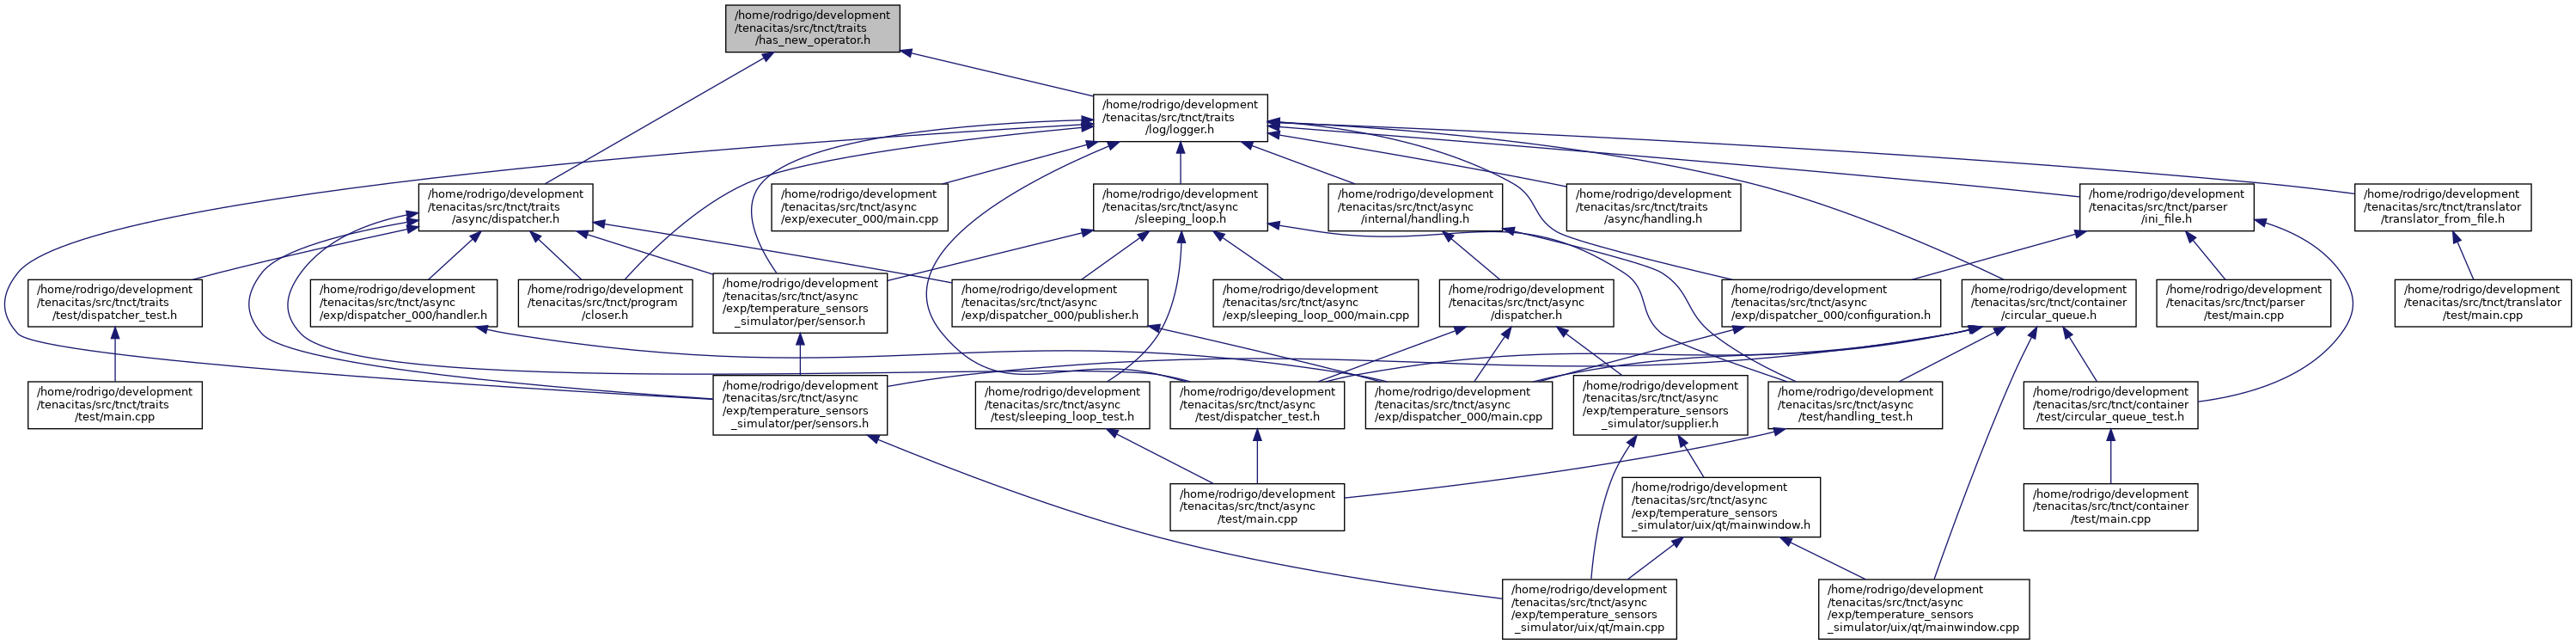 /home/rodrigo/development
/tenacitas/src/tnct/traits
/has_new_operator.h
/home/rodrigo/development
/tenacitas/src/tnct/traits
/log/logger.h
/home/rodrigo/development
/tenacitas/src/tnct/traits
/async/dispatcher.h
/home/rodrigo/development
/tenacitas/src/tnct/async
/exp/executer_000/main.cpp
/home/rodrigo/development
/tenacitas/src/tnct/async
/sleeping_loop.h
/home/rodrigo/development
/tenacitas/src/tnct/async
/internal/handling.h
/home/rodrigo/development
/tenacitas/src/tnct/traits
/async/handling.h
/home/rodrigo/development
/tenacitas/src/tnct/parser
/ini_file.h
/home/rodrigo/development
/tenacitas/src/tnct/translator
/translator_from_file.h
/home/rodrigo/development
/tenacitas/src/tnct/traits
/test/dispatcher_test.h
/home/rodrigo/development
/tenacitas/src/tnct/async
/exp/dispatcher_000/handler.h
/home/rodrigo/development
/tenacitas/src/tnct/program
/closer.h
/home/rodrigo/development
/tenacitas/src/tnct/async
/exp/temperature_sensors
_simulator/per/sensor.h
/home/rodrigo/development
/tenacitas/src/tnct/async
/exp/dispatcher_000/publisher.h
/home/rodrigo/development
/tenacitas/src/tnct/async
/exp/sleeping_loop_000/main.cpp
/home/rodrigo/development
/tenacitas/src/tnct/async
/dispatcher.h
/home/rodrigo/development
/tenacitas/src/tnct/async
/exp/dispatcher_000/configuration.h
/home/rodrigo/development
/tenacitas/src/tnct/container
/circular_queue.h
/home/rodrigo/development
/tenacitas/src/tnct/parser
/test/main.cpp
/home/rodrigo/development
/tenacitas/src/tnct/translator
/test/main.cpp
/home/rodrigo/development
/tenacitas/src/tnct/traits
/test/main.cpp
/home/rodrigo/development
/tenacitas/src/tnct/async
/exp/temperature_sensors
_simulator/per/sensors.h
/home/rodrigo/development
/tenacitas/src/tnct/async
/test/sleeping_loop_test.h
/home/rodrigo/development
/tenacitas/src/tnct/async
/test/dispatcher_test.h
/home/rodrigo/development
/tenacitas/src/tnct/async
/exp/dispatcher_000/main.cpp
/home/rodrigo/development
/tenacitas/src/tnct/async
/exp/temperature_sensors
_simulator/supplier.h
/home/rodrigo/development
/tenacitas/src/tnct/async
/test/handling_test.h
/home/rodrigo/development
/tenacitas/src/tnct/container
/test/circular_queue_test.h
/home/rodrigo/development
/tenacitas/src/tnct/async
/test/main.cpp
/home/rodrigo/development
/tenacitas/src/tnct/async
/exp/temperature_sensors
_simulator/uix/qt/mainwindow.h
/home/rodrigo/development
/tenacitas/src/tnct/container
/test/main.cpp
/home/rodrigo/development
/tenacitas/src/tnct/async
/exp/temperature_sensors
_simulator/uix/qt/main.cpp
/home/rodrigo/development
/tenacitas/src/tnct/async
/exp/temperature_sensors
_simulator/uix/qt/mainwindow.cpp